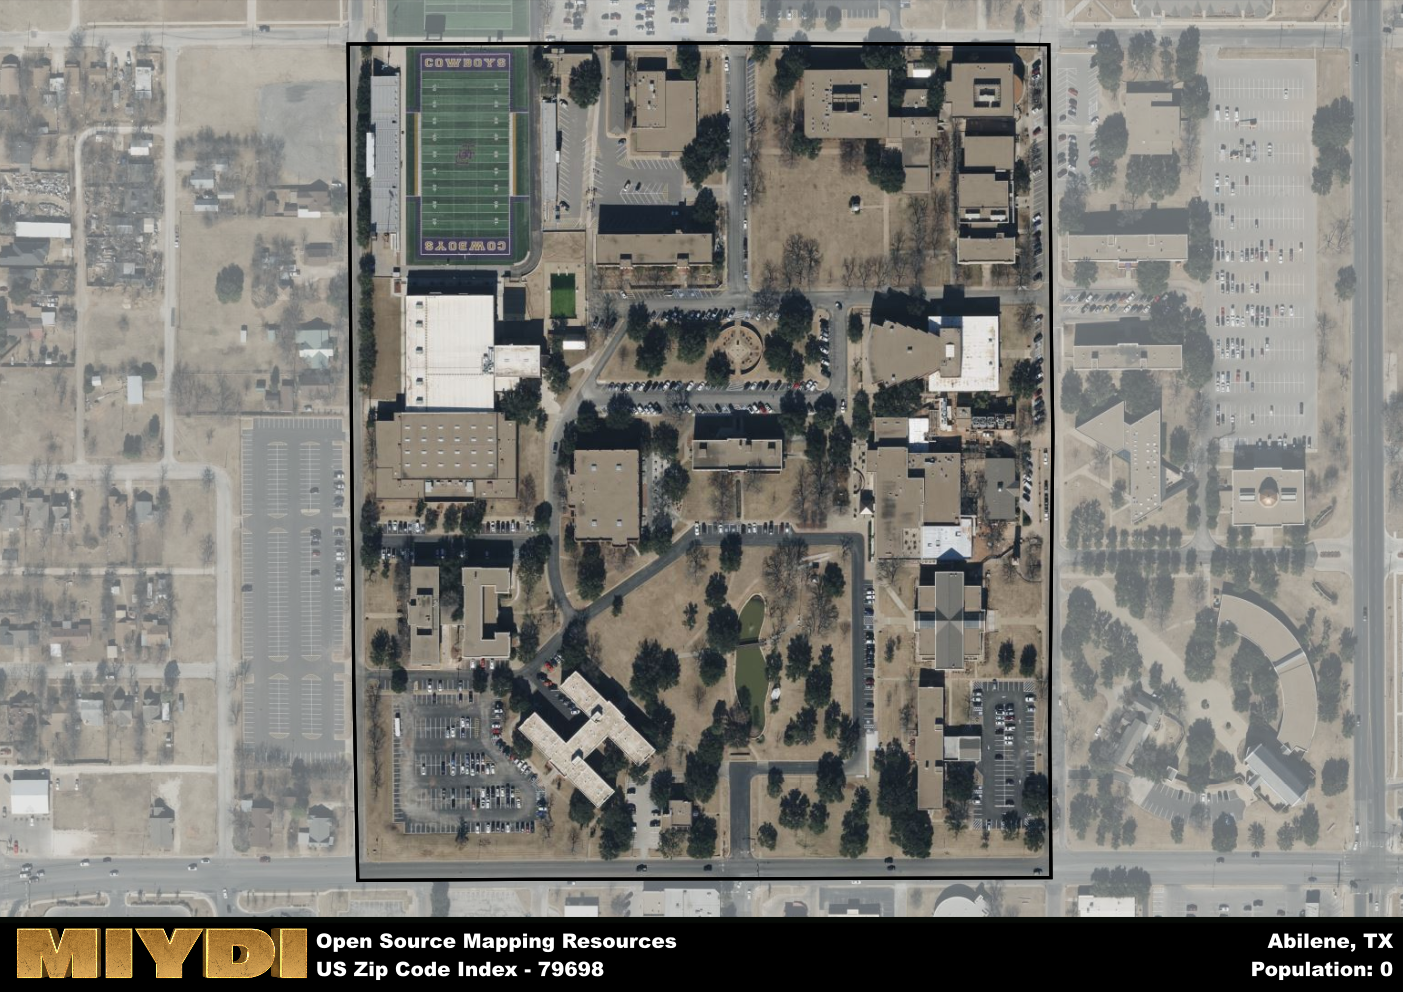 COWBOYS
COWBOYS
MIYDI
Open Source Mapping Resources
US Zip Code Index - 79698
Abilene, TX
Population: 0